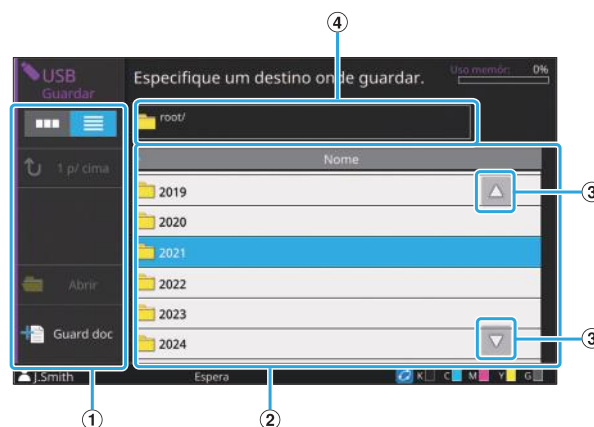 ④
USB
Guardar
Especifique um destino onde guardar.
Uso memór:
0%
root/
1 p/ cima
Nome
2019
③
2020
2021
Abrir
2022
2023
Guard doc
2024
③
J.Smith
Espera
K C M Y G
①
②